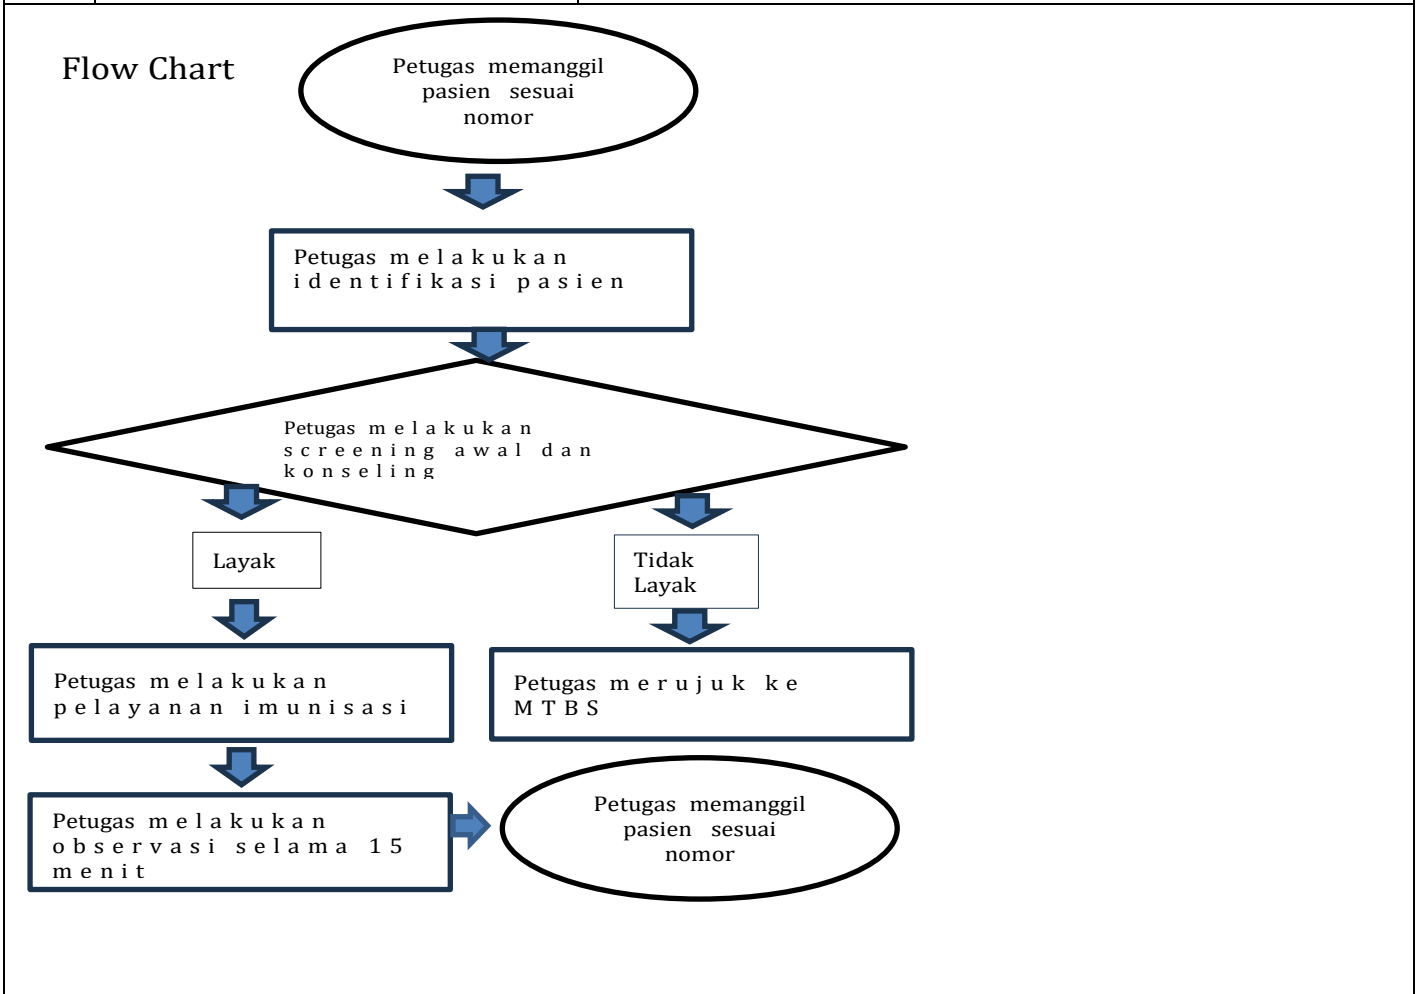 Flow Chart
Petugas memanggil
pasien sesuai
nomor
Petugas melakukan
identifikasi pasien
Petugas melakukan
screening awal dan
konseling
Layak
Tidak
Layak
Petugas melakukan
pelayanan imunisasi
Petugas merujuk ke
MTBS
Petugas melakukan
observasi selama 15
menit
Petugas memanggil
pasien sesuai
nomor